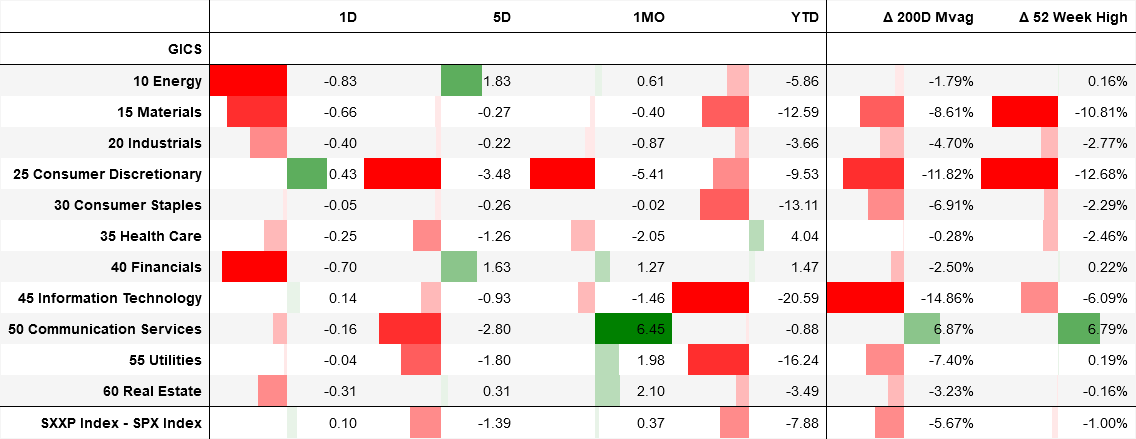 1D 5D 1MO YTD Δ 200D Mvag Δ 52 Week High
GICS
10 Energy -0.83 1.83 0.61 -5.86 -1.79% 0.16%
15 Materials -0.66 -0.27 -0.40 -12.59 -8.61% -10.81%
20 Industrials -0.40 -0.22 -0.87 -3.66 -4.70% -2.77%
25 Consumer Discretionary 0.43 -3.48 -5.41 -9.53 -11.82% -12.68%
30 Consumer Staples -0.05 -0.26 -0.02 -13.11 -6.91% -2.29%
35 Health Care -0.25 -1.26 -2.05 4.04 -0.28% -2.46%
40 Financials -0.70 1.63 1.27 1.47 -2.50% 0.22%
45 Information Technology 0.14 -0.93 -1.46 -20.59 -14.86% -6.09%
50 Communication Services -0.16 -2.80 6.45 -0.88 6.87% 6.79%
55 Utilities -0.04 -1.80 1.98 -16.24 -7.40% 0.19%
60 Real Estate -0.31 0.31 2.10 -3.49 -3.23% -0.16%
SXXP Index - SPX Index 0.10 -1.39 0.37 -7.88 -5.67% -1.00%